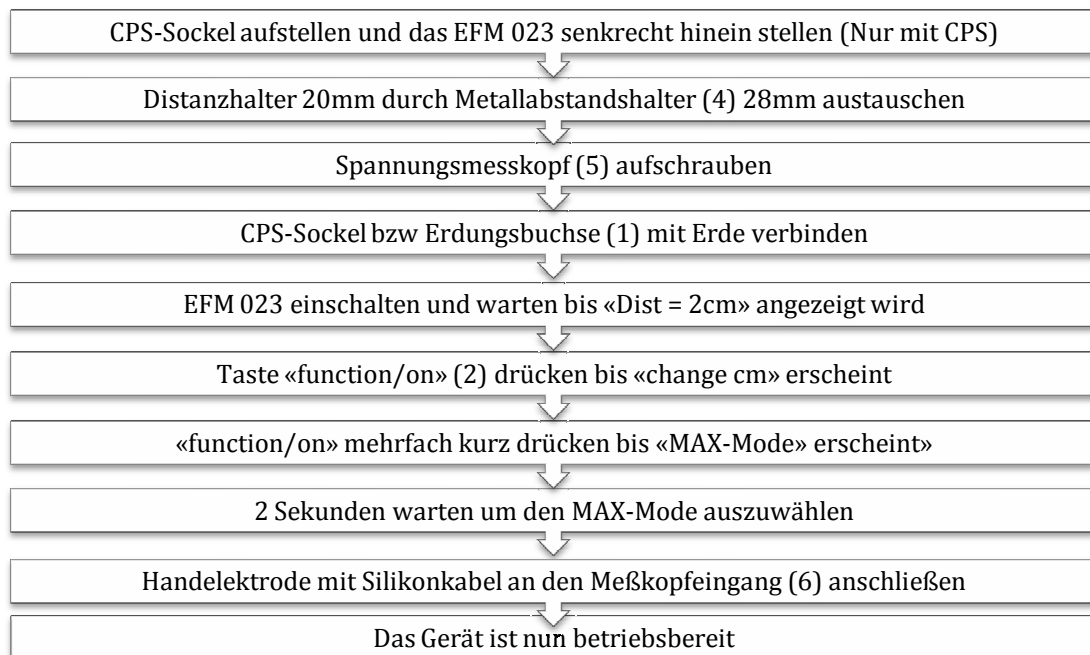 CPS-Sockel aufstellen und das EFM 023 senkrecht hinein stellen (Nur mit CPS)
Distanzhalter 20mm durch Metallabstandshalter (4) 28mm austauschen
Spannungsmesskopf (5) aufschrauben
CPS-Sockel bzw Erdungsbuchse (1) mit Erde verbinden
EFM 023 einschalten und warten bis «Dist = 2cm» angezeigt wird
Taste «function/on» (2) drücken bis «change cm» erscheint
«function/on» mehrfach kurz drücken bis «MAX-Mode» erscheint»
2 Sekunden warten um den MAX-Mode auszuwählen
Handelektrode mit Silikonkabel an den Meßkopfeingang (6) anschließen
Das Gerät ist nun betriebsbereit